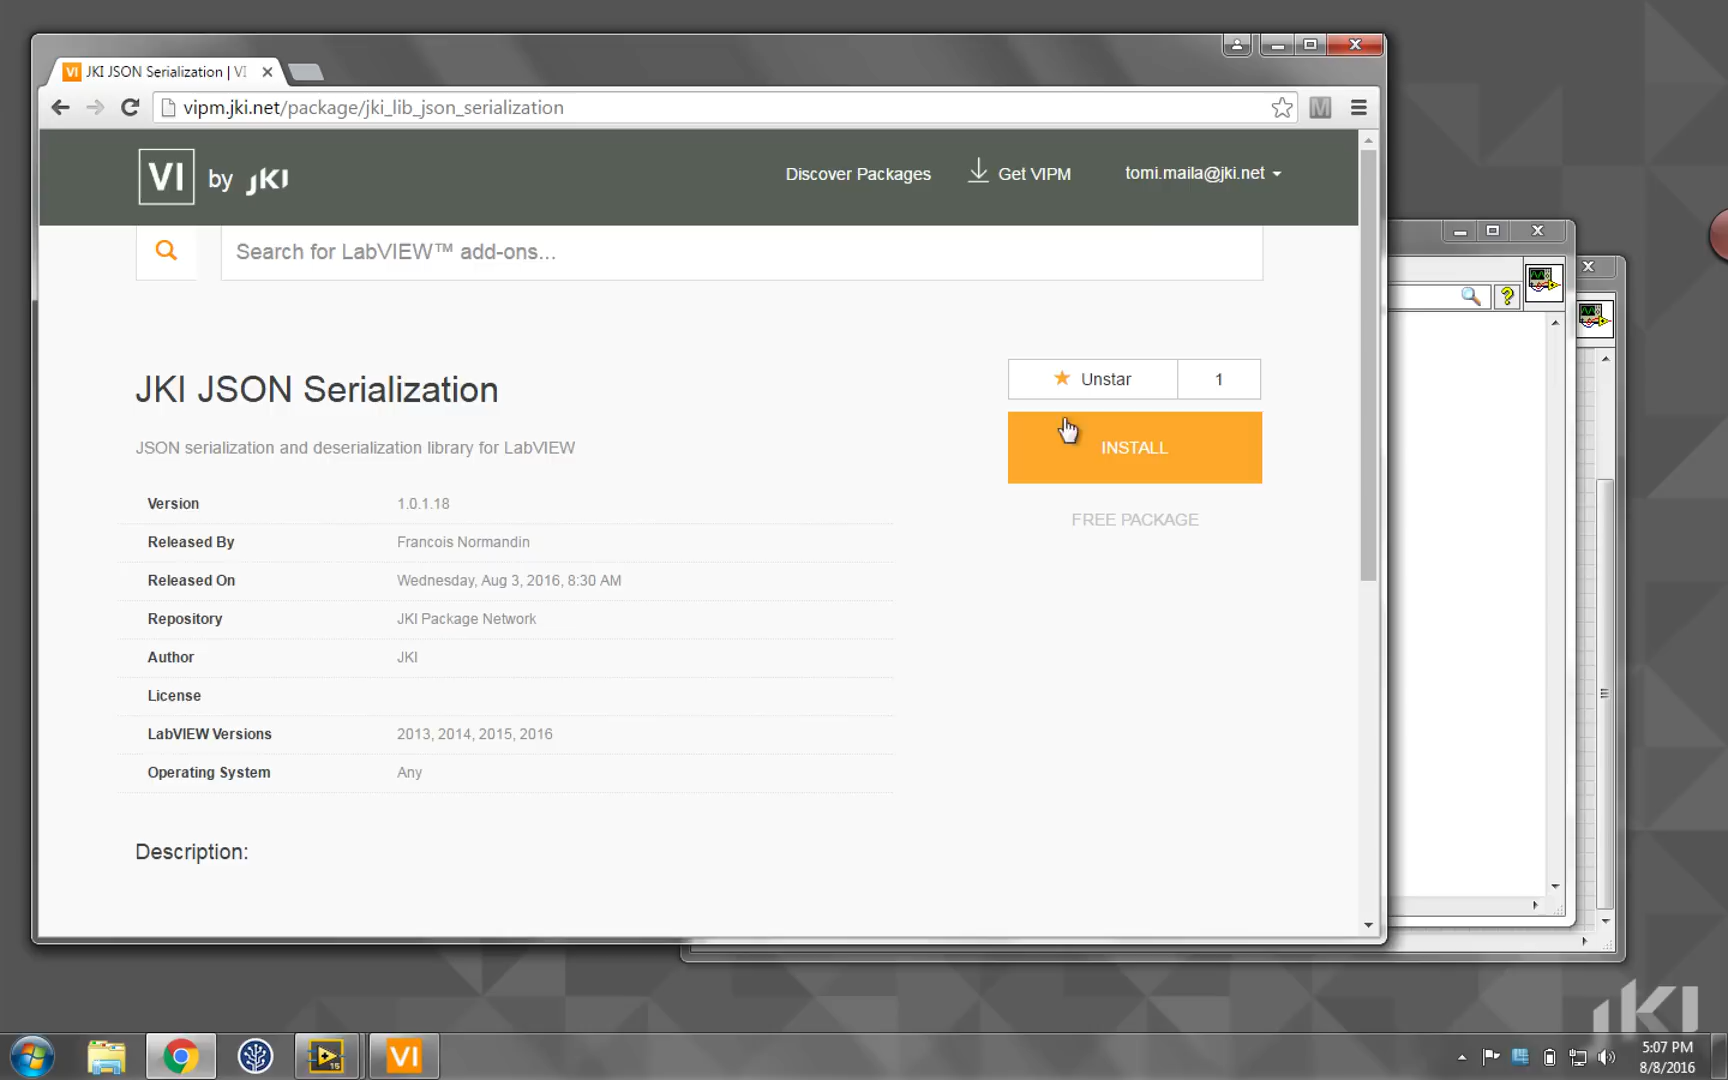 JKI JSON Serialization | VI
vipm.jki.net/package/jki_lib_json_serialization
M
VI by JKI
Discover Packages
Get VIPM
tomi.maila@jki.net
Search for LabVIEW™ add-ons...
JKI JSON Serialization
Unstar 1
JSON serialization and deserialization library for LabVIEW
INSTALL
FREE PACKAGE
Version 1.0.1.18
Released By Francois Normandin
Released On Wednesday, Aug 3, 2016, 8:30 AM
Repository JKI Package Network
Author JKI
License
LabVIEW Versions 2013, 2014, 2015, 2016
Operating System Any
Description:
JKI
15
VI
5:07 PM
8/8/2016